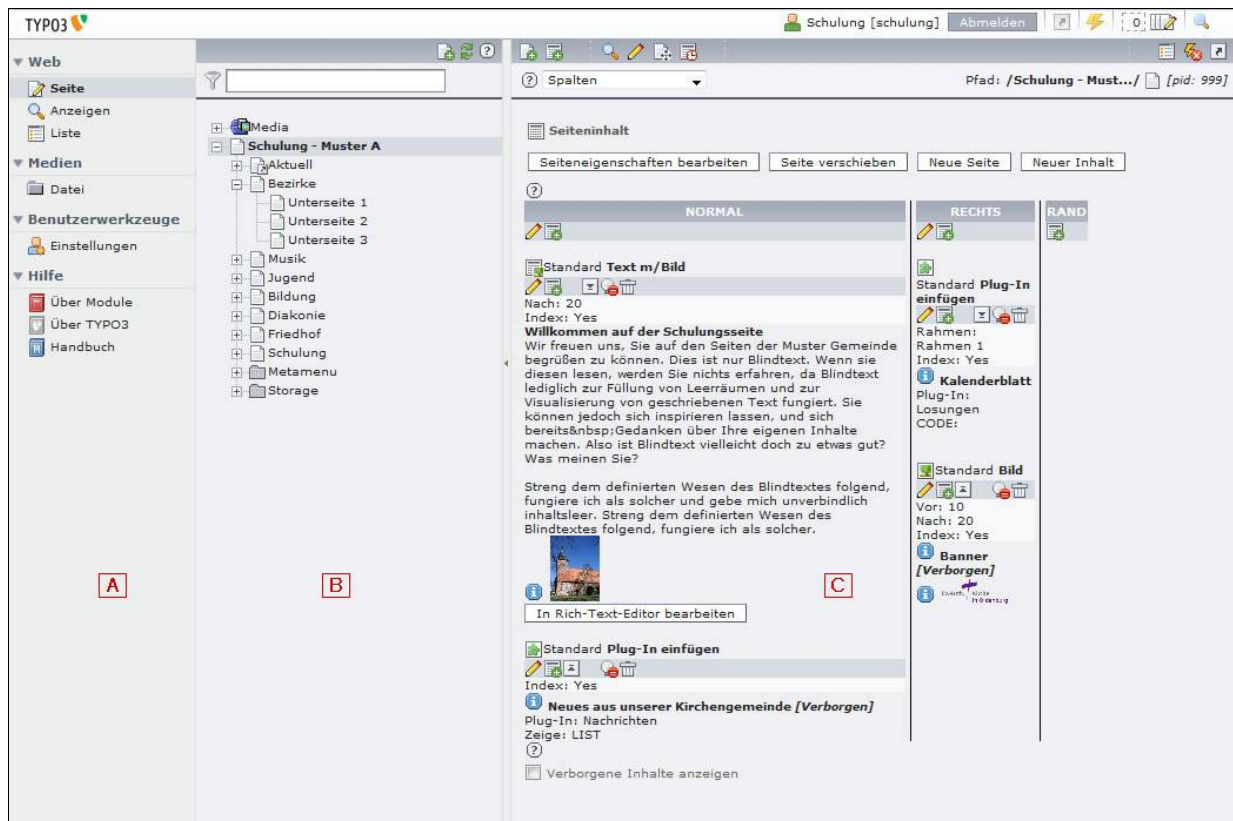 TYPO3
Schulung [schulung]
Abmelden
0
Web
Seite
Anzeigen
Liste
Medien
Datei
Benutzerwerkzeuge
Einstellungen
Hilfe
Über Module
Über TYPO3
Handbuch
A
Media
Schulung - Muster A
Aktuell
Bezirke
Unterseite 1
Unterseite 2
Unterseite 3
Musik
Jugend
Bildung
Diakonie
Friedhof
Schulung
Metamenu
Storage
B
Spalten
Pfad: /Schulung - Must.../ [pid: 999]
Seiteninhalt
Seiteneigenschaften bearbeiten
Seite verschieben
Neue Seite
Neuer Inhalt
NORMAL
Standard Text m/Bild
Nach: 20
Index: Yes
Willkommen auf der Schulungsseite
Wir freuen uns, Sie auf den Seiten der Muster Gemeinde
begrüßen zu können. Dies ist nur Blindtext. Wenn sie
diesen lesen, werden Sie nichts erfahren, da Blindtext
lediglich zur Füllung von Leerräumen und zur
Visualisierung von geschriebenen Text fungiert. Sie
können jedoch sich inspirieren lassen, und sich
bereits&nbsp;Gedanken über Ihre eigenen Inhalte
machen. Also ist Blindtext vielleicht doch zu etwas gut?
Was meinen Sie?
Streng dem definierten Wesen des Blindtextes folgend,
fungiere ich als solcher und gebe mich unverbindlich
inhaltsleer. Streng dem definierten Wesen des
Blindtextes folgend, fungiere ich als solcher.
C
In Rich-Text-Editor bearbeiten
Standard Plug-In einfügen
Index: Yes
Neues aus unserer Kirchengemeinde [Verborgen]
Plug-In: Nachrichten
Zeige: LIST
Verborgene Inhalte anzeigen
RECHTS
Standard Plug-In
einfügen
Rahmen:
Rahmen 1
Index: Yes
Kalenderblatt
Plug-In:
Losungen
CODE:
Standard Bild
Vor: 10
Nach: 20
Index: Yes
Banner
[Verborgen]
RAND